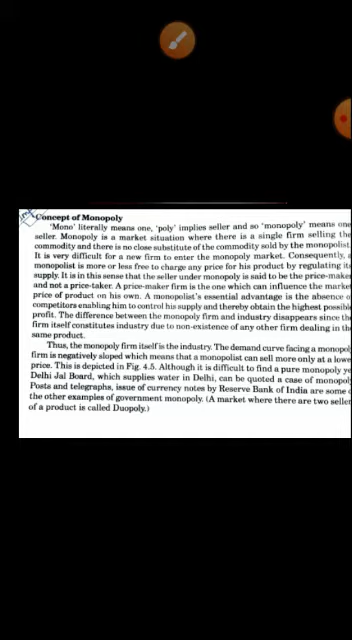 Concept of Monopoly
'Mono' literally means one, 'poly' implies seller and so 'monopoly' means one
seller. Monopoly is a market situation where there is a single firm selling the
commodity and there is no close substitute of the commodity sold by the monopolist.
It is very difficult for a new firm to enter the monopoly market. Consequently, a
monopolist is more or less free to charge any price for his product by regulating its
supply. It is in this sense that the seller under monopoly is said to be the price-maker
and not a price-taker. A price-maker firm is the one which can influence the market
price of product on his own. A monopolist's essential advantage is the absence o
competitors enabling him to control his supply and thereby obtain the highest possibl
profit. The difference between the monopoly firm and industry disappears since th
firm itself constitutes industry due to non-existence of any other firm dealing in th
same product.
Thus, the monopoly firm itself is the industry. The demand curve facing a monopol
firm is negatively sloped which means that a monopolist can sell more only at a lowe
price. This is depicted in Fig. 4.5. Although it is difficult to find a pure monopoly ye
Delhi Jal Board, which supplies water in Delhi, can be quoted a case of monopol
Posts and telegraphs, issue of currency notes by Reserve Bank of India are some o
the other examples of government monopoly. (A market where there are two seller
of a product is called Duopoly.)